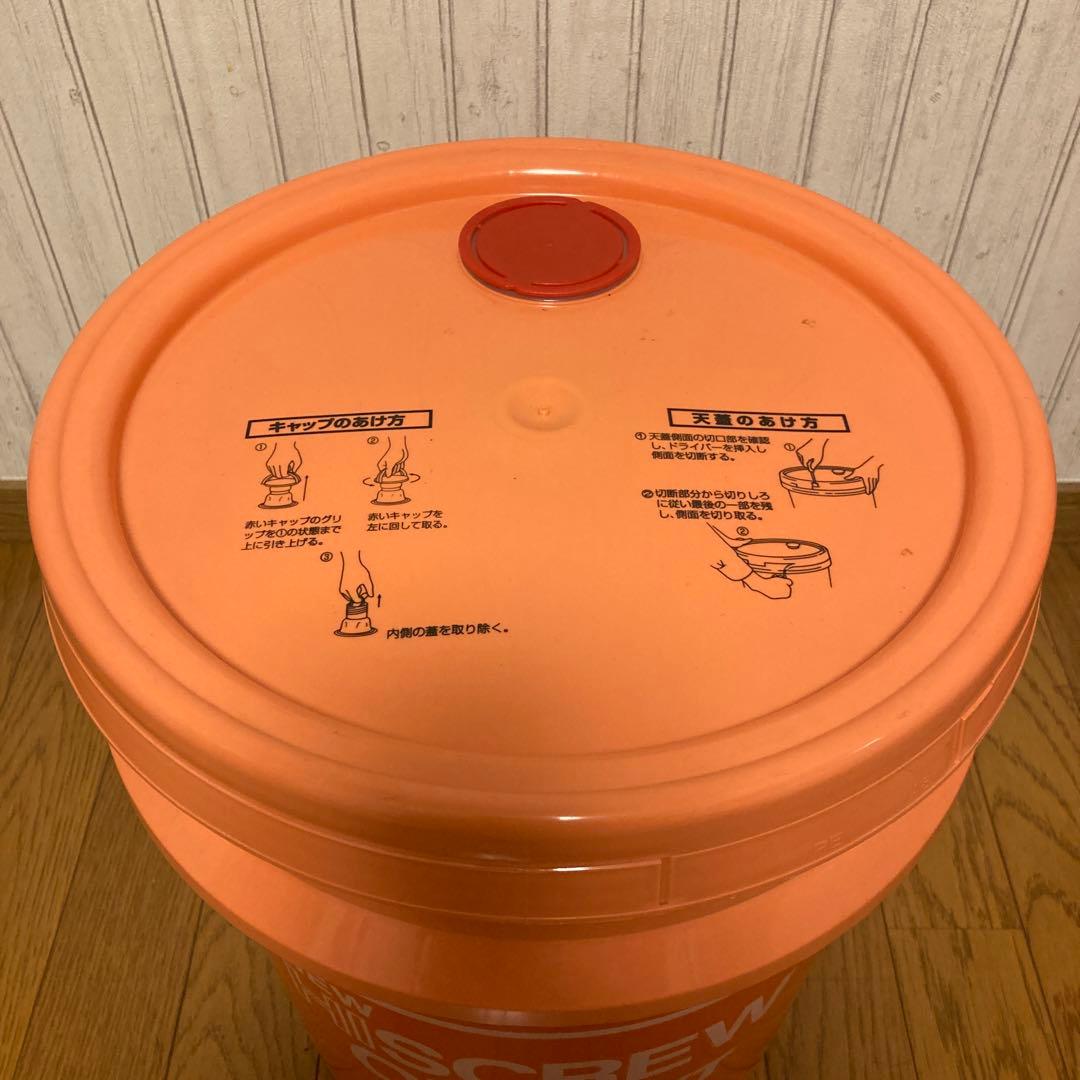 キャップのあけ方
①
②
赤いキャップのグリ
ップを①の状態まで
上に引き上げる。
赤いキャップを
左に回して取る。
③
内側の蓋を取り除く。
天蓋のあけ方
①天蓋側面の切口部を確認
し、ドライバーを挿入し
側面を切断する。
①
②切断部分から切りしろ
に従い最後の一部を残
し、側面を切り取る。
②
SCREW